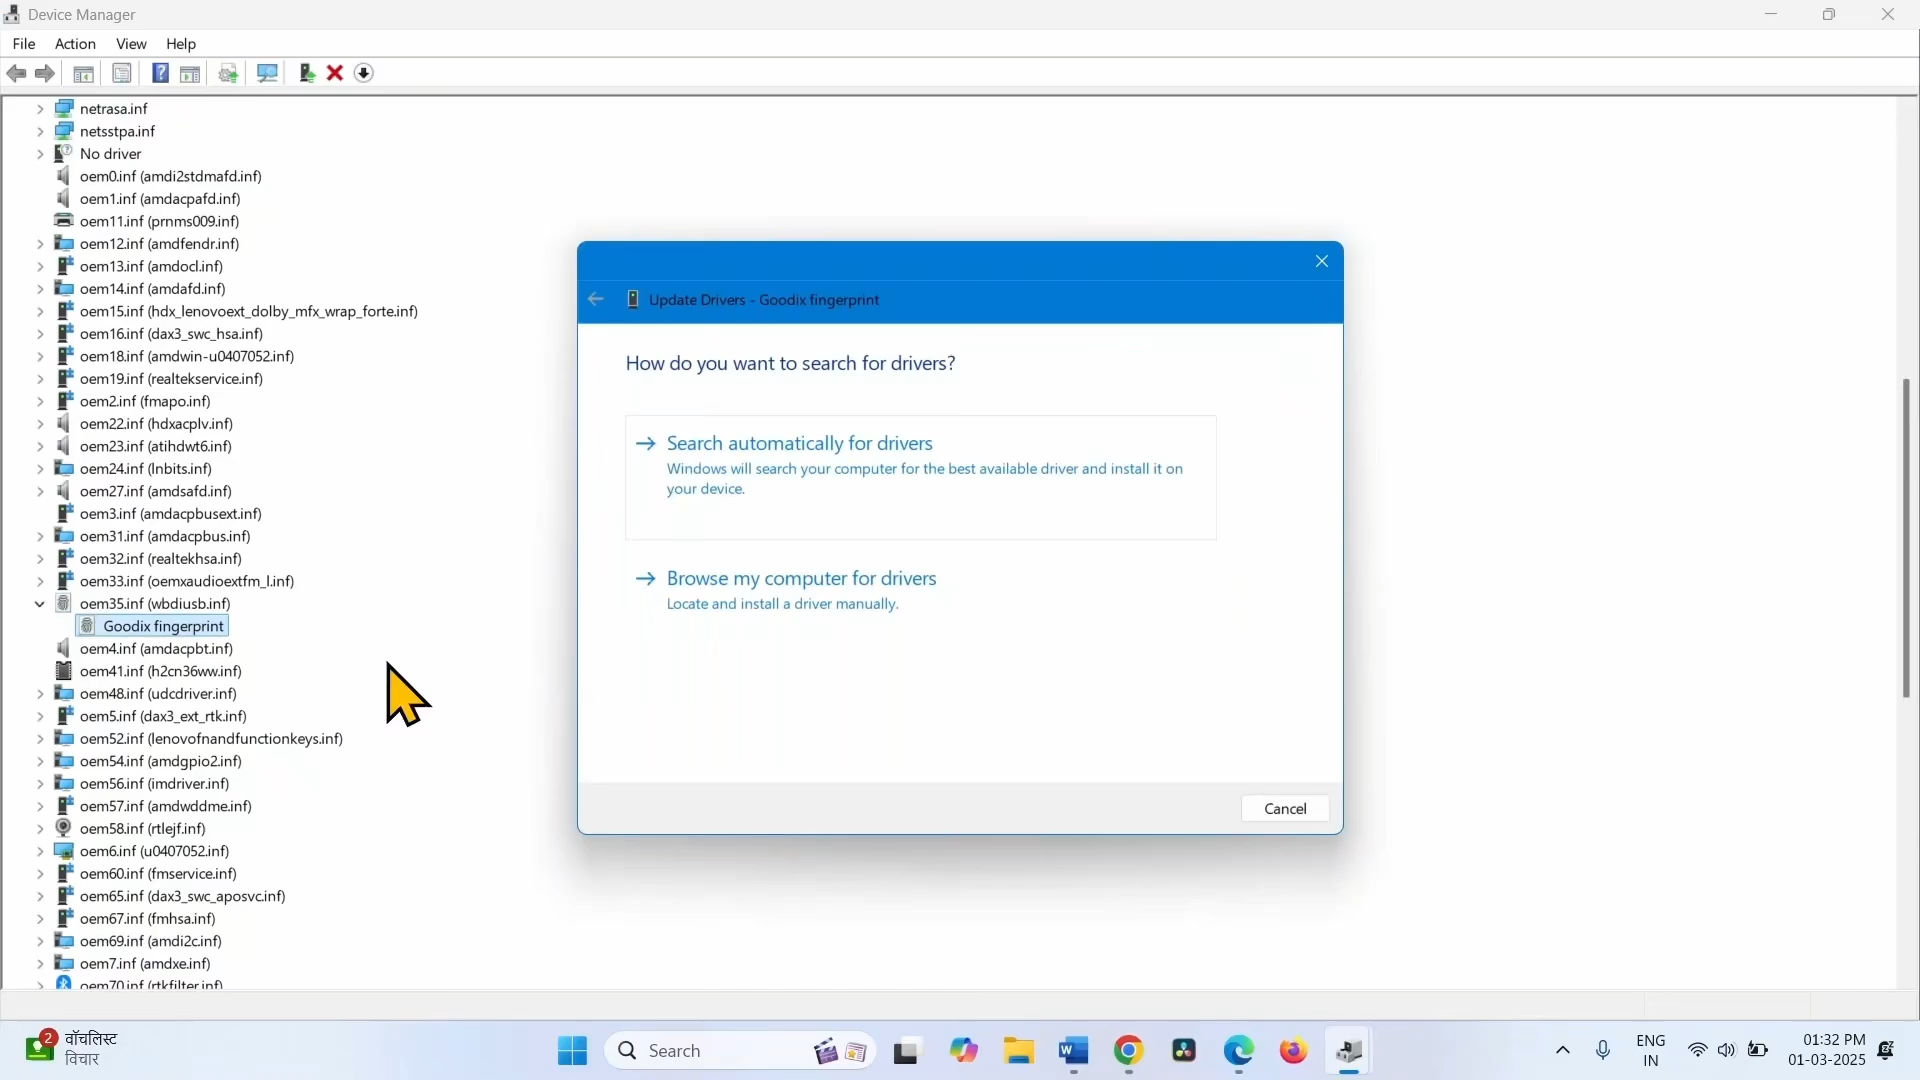 Device Manager
File Action View Help
netrasa.inf
netsstpa.inf
No driver
oem0.inf (amdi2stdmafd.inf)
oem1.inf (amdacpafd.inf)
oem11.inf (prnms009.inf)
oem12.inf (amdfendr.inf)
oem13.inf (amdocl.inf)
oem14.inf (amdafd.inf)
oem15.inf (hdx_lenovoext_dolby_mfx_wrap_forte.inf)
oem16.inf (dax3_swc_hsa.inf)
oem18.inf (amdwin-u0407052.inf)
oem19.inf (realtekservice.inf)
oem2.inf (fmapo.inf)
oem22.inf (hdxacplv.inf)
oem23.inf (atihdwt6.inf)
oem24.inf (lnbits.inf)
oem27.inf (amdsafd.inf)
oem3.inf (amdacpbusext.inf)
oem31.inf (amdacpbus.inf)
oem32.inf (realtekhsa.inf)
oem33.inf (oemxaudioextfm_l.inf)
oem35.inf (wbdiusb.inf)
Goodix fingerprint
oem4.inf (amdacpbt.inf)
oem41.inf (h2cn36ww.inf)
oem48.inf (udcdriver.inf)
oem5.inf (dax3_ext_rtk.inf)
oem52.inf (lenovofnandfunctionkeys.inf)
oem54.inf (amdgpio2.inf)
oem56.inf (imdriver.inf)
oem57.inf (amdwddme.inf)
oem58.inf (rtlejf.inf)
oem6.inf (u0407052.inf)
oem60.inf (fmservice.inf)
oem65.inf (dax3_swc_aposvc.inf)
oem67.inf (fmhsa.inf)
oem69.inf (amdi2c.inf)
oem7.inf (amdxe.inf)
oem70.inf (rtkfilter.inf)
Update Drivers - Goodix fingerprint
How do you want to search for drivers?
Search automatically for drivers
Windows will search your computer for the best available driver and install it on
your device.
Browse my computer for drivers
Locate and install a driver manually.
Cancel
2
वॉचलिस्ट
विचार
Search
ENG
IN
01:32 PM
01-03-2025